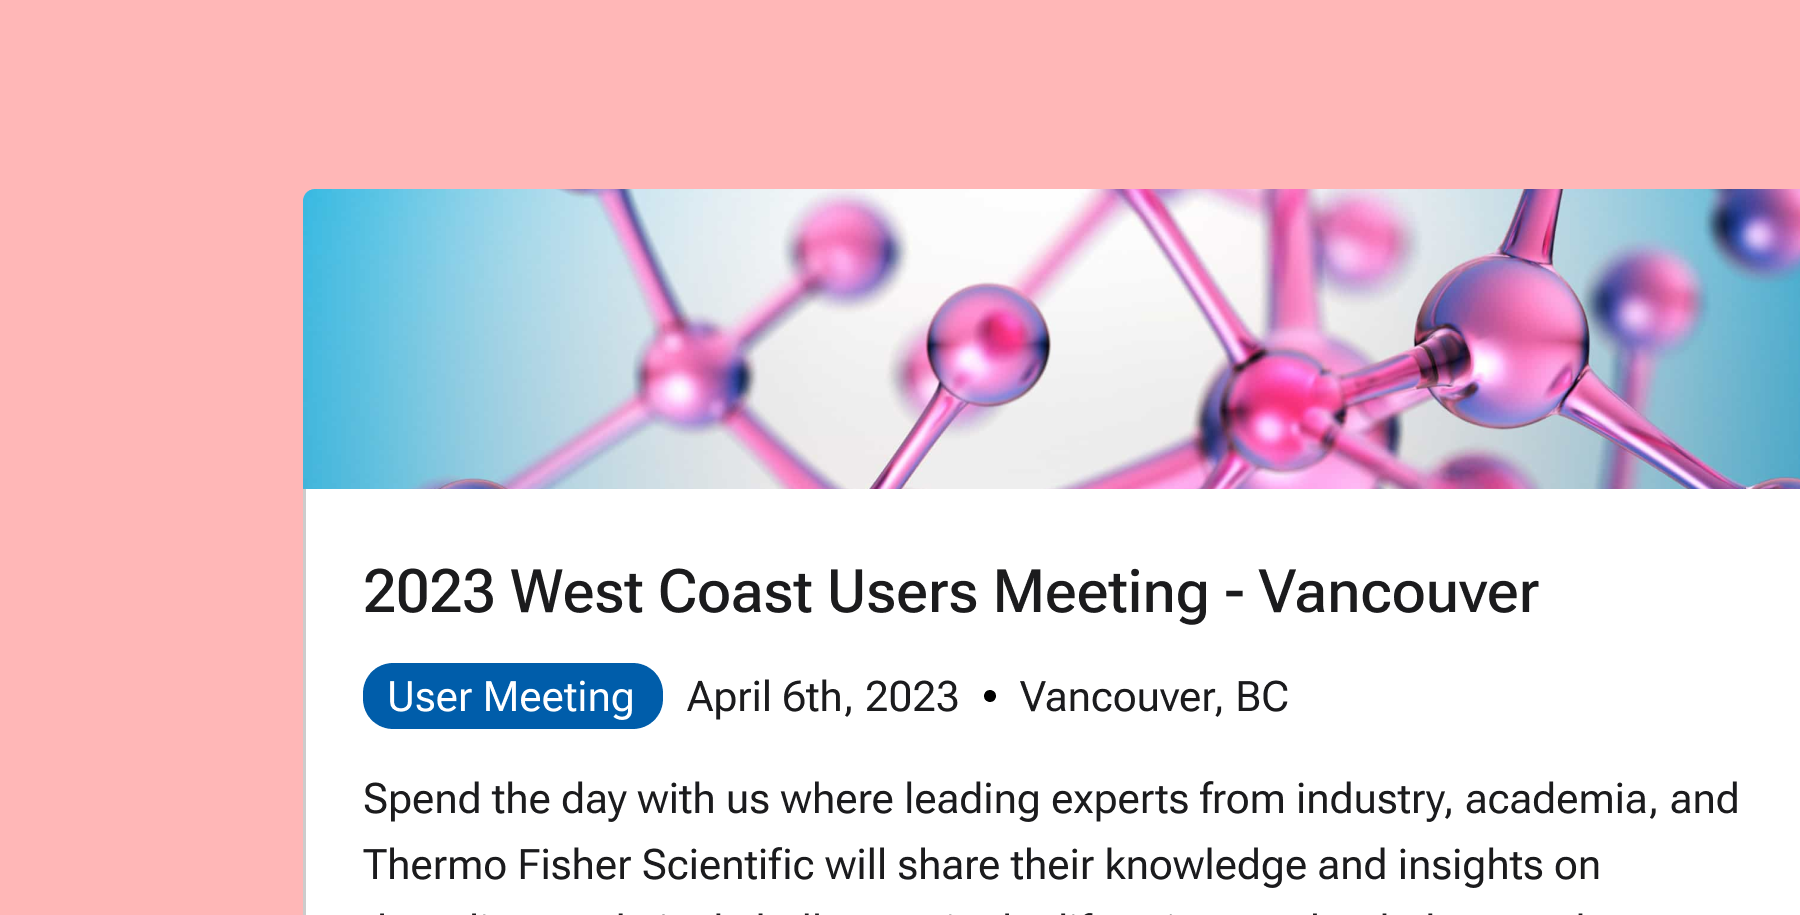 2023 West Coast Users Meeting - Vancouver
User Meeting April 6th, 2023 • Vancouver, BC
Spend the day with us where leading experts from industry, academia, and
Thermo Fisher Scientific will share their knowledge and insights on